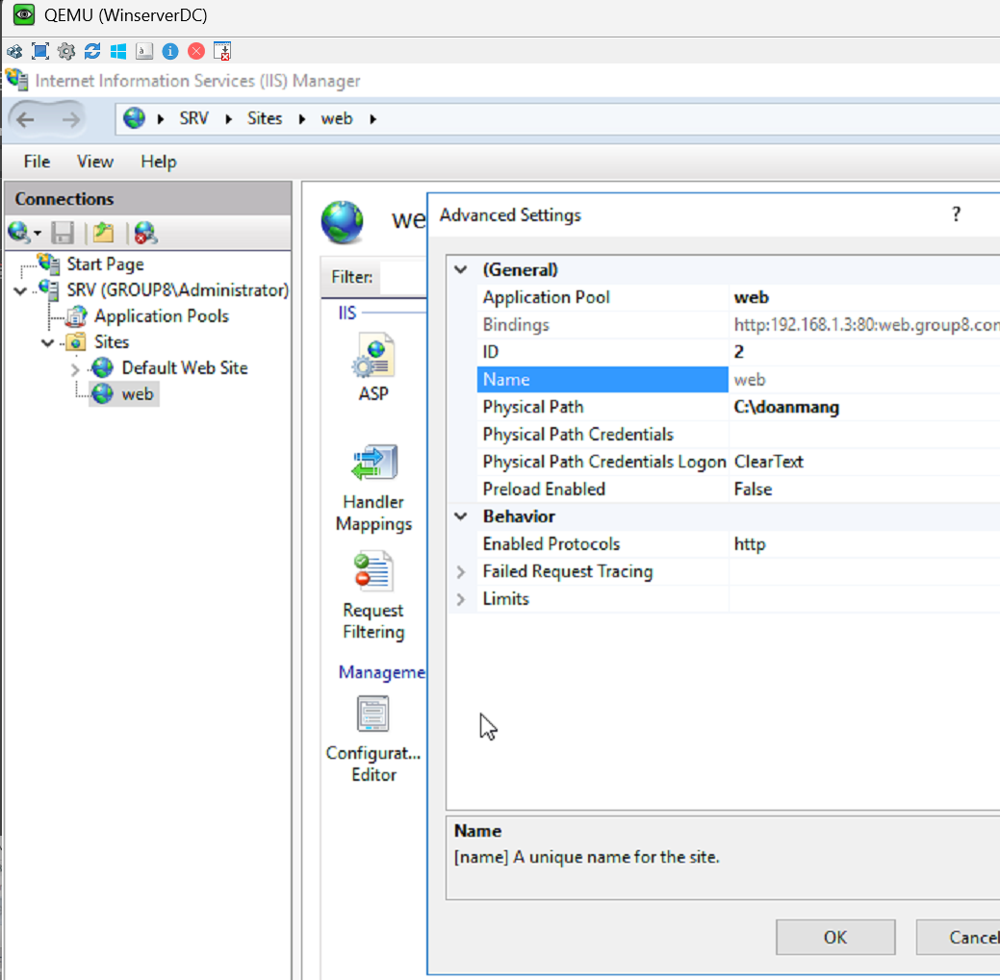 QEMU (WinserverDC)
Internet Information Services (IIS) Manager
SRV Sites web
File View Help
Connections
Start Page
SRV (GROUP8\Administrator)
Application Pools
Sites
Default Web Site
web
we
Filter:
IIS
ASP
Handler
Mappings
Request
Filtering
Manageme
Configurat...
Editor
Advanced Settings ?
(General)
Application Pool web
Bindings http:192.168.1.3:80:web.group8.con
ID 2
Name web
Physical Path C:\doanmang
Physical Path Credentials
Physical Path Credentials Logon ClearText
Preload Enabled False
Behavior
Enabled Protocols http
Failed Request Tracing
Limits
Name
[name] A unique name for the site.
OK Cancel